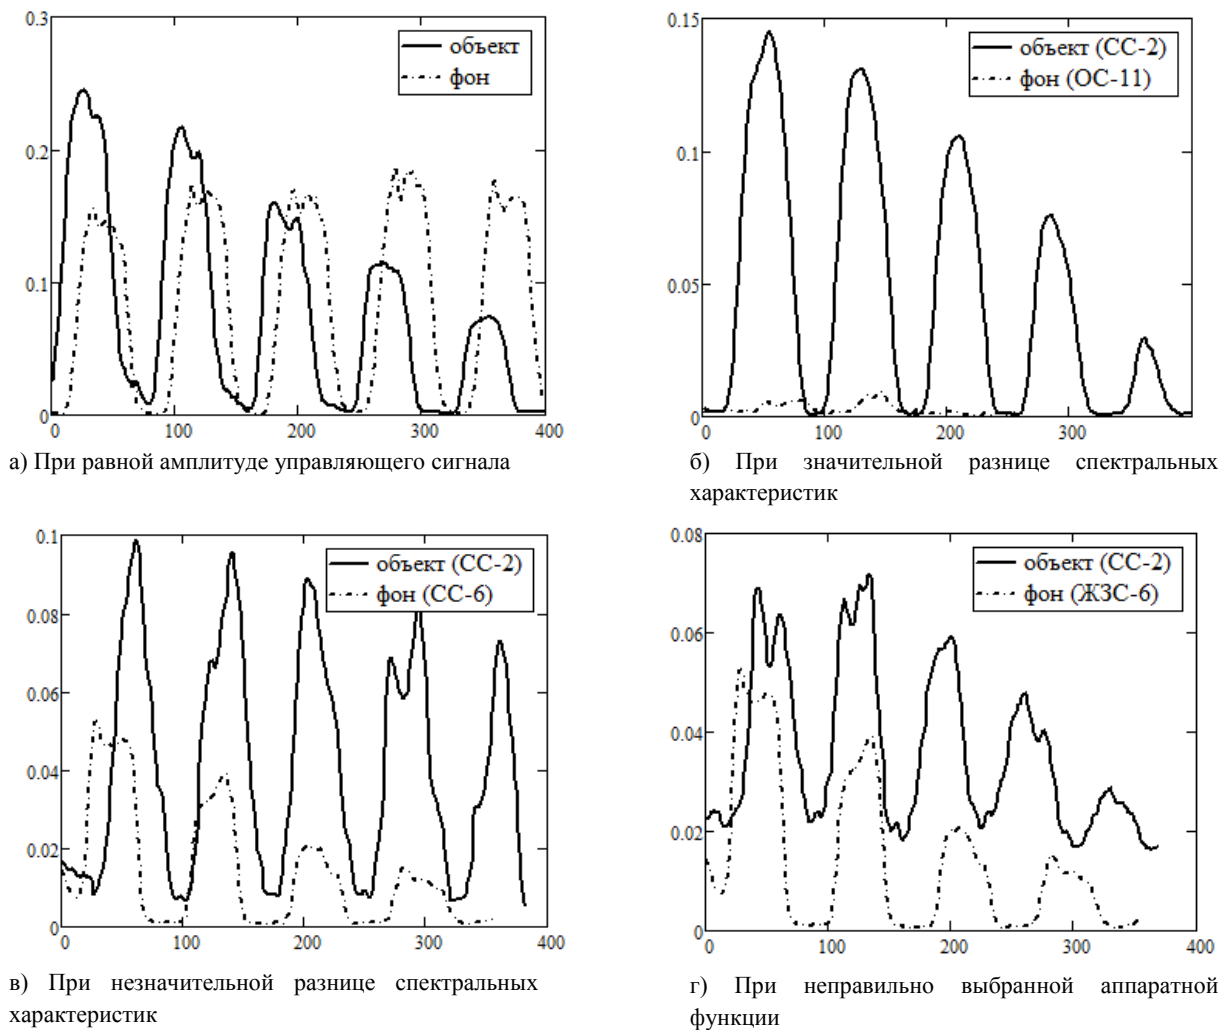 0.3
0.2
0.1
0
0
100
200
300
400
объект
фон
а) При равной амплитуде управляющего сигнала
0.15
0.1
0.05
0
0
100
200
300
объект (СС-2)
фон (ОС-11)
б) При значительной разнице спектральных
характеристик
0.1
0.08
0.06
0.04
0.02
0
0
100
200
300
400
объект (СС-2)
фон (СС-6)
в) При незначительной разнице спектральных
характеристик
0.08
0.06
0.04
0.02
0
0
100
200
300
400
объект (СС-2)
фон (ЖЗС-6)
г) При неправильно выбранной аппаратной
функции